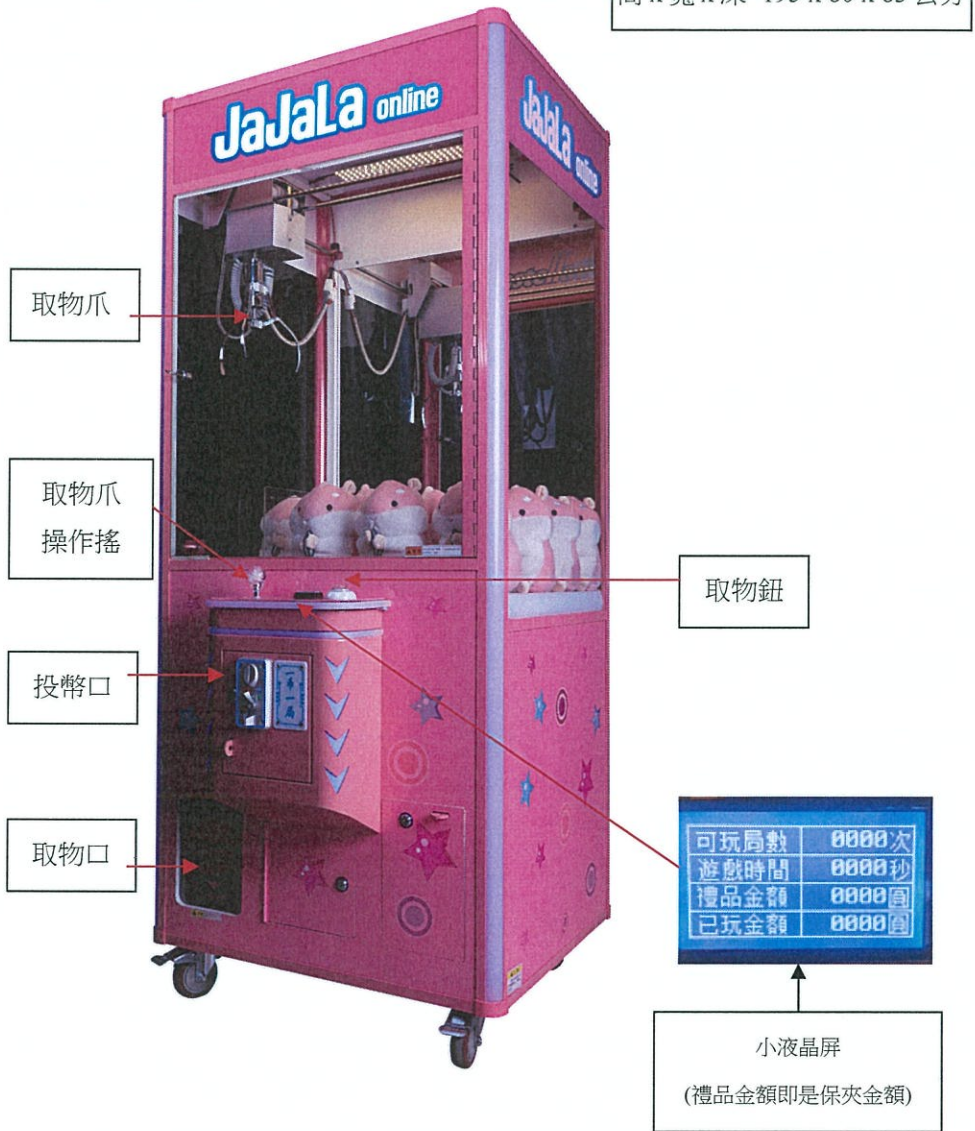 JaJaLa online
JaJaLa online
取物爪
取物爪
操作搖
取物鈕
投幣口
取物口
可玩局數 0000次
遊戲時間 0000秒
禮品金額 0000圓
已玩金額 0000圓
小液晶屏
(禮品金額即是保夾金額)